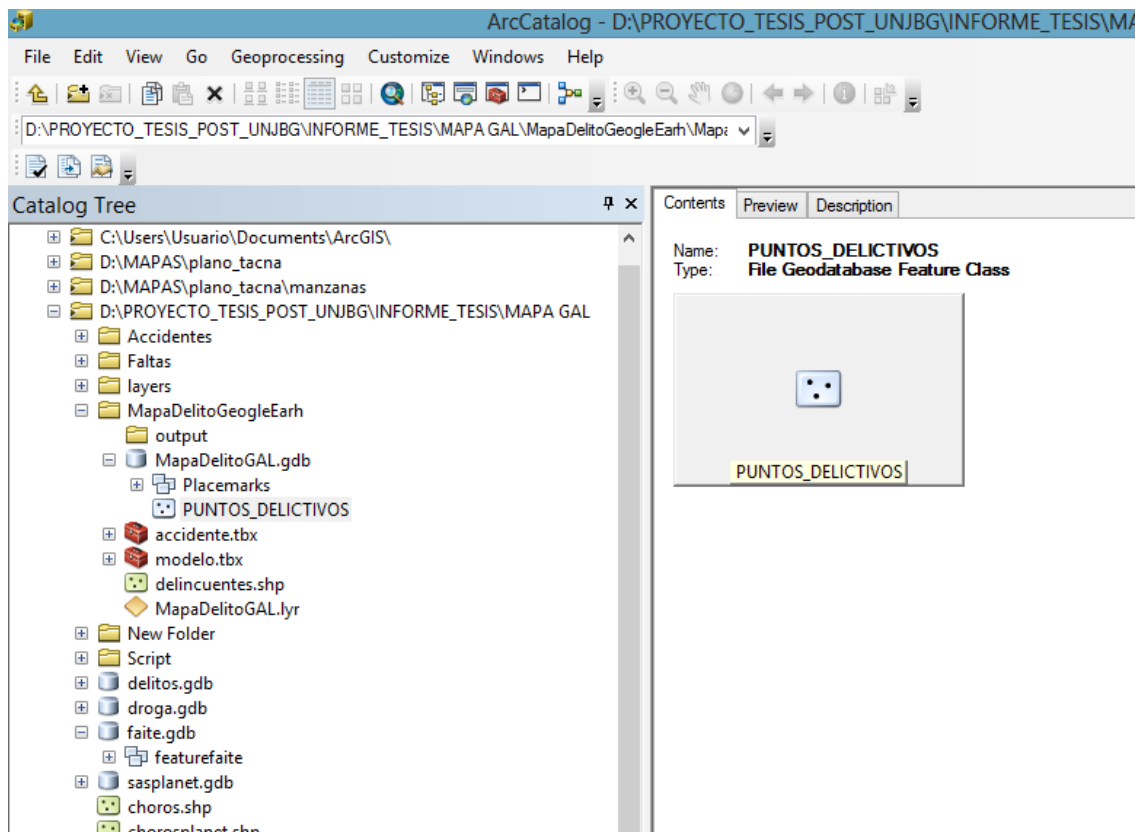 ArcCatalog - D:\PROYECTO_TESIS_POST_UNJBG\INFORME_TESIS\MA
File Edit View Go Geoprocessing Customize Windows Help
D:\PROYECTO_TESIS_POST_UNJBG\INFORME_TESIS\MAPA GAL\MapaDelitoGeogleEarh\Mapa
Catalog Tree
C:\Users\Usuario\Documents\ArcGIS\
D:\MAPAS\plano_tacna
D:\MAPAS\plano_tacna\manzanas
D:\PROYECTO_TESIS_POST_UNJBG\INFORME_TESIS\MAPA GAL
Accidentes
Faltas
layers
MapaDelitoGeogleEarh
output
MapaDelitoGAL.gdb
Placemarks
PUNTOS_DELICTIVOS
accidente.tbx
modelo.tbx
delincuentes.shp
MapaDelitoGAL.lyr
New Folder
Script
delitos.gdb
droga.gdb
faite.gdb
featurefaite
sasplanet.gdb
choros.shp
chorosplanet.shp
Contents Preview Description
Name: PUNTOS_DELICTIVOS
Type: File Geodatabase Feature Class
PUNTOS_DELICTIVOS